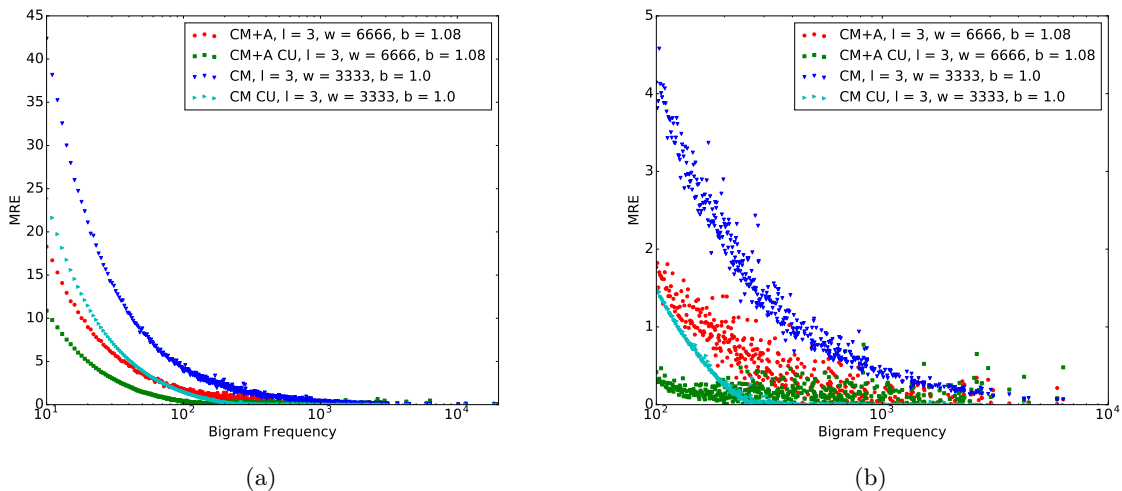 45
40
35
30
25
20
15
10
5
0
MRE
10^1
10^2
10^3
10^4
Bigram Frequency
CM+A, l = 3, w = 6666, b = 1.08
CM+A CU, l = 3, w = 6666, b = 1.08
CM, l = 3, w = 3333, b = 1.0
CM CU, l = 3, w = 3333, b = 1.0
(a)
5
4
3
2
1
0
MRE
10^2
10^3
10^4
Bigram Frequency
CM+A, l = 3, w = 6666, b = 1.08
CM+A CU, l = 3, w = 6666, b = 1.08
CM, l = 3, w = 3333, b = 1.0
CM CU, l = 3, w = 3333, b = 1.0
(b)